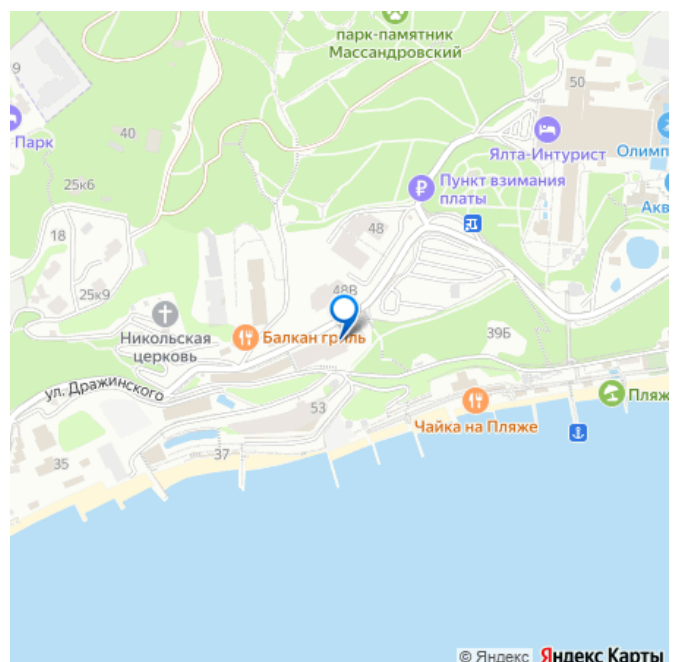 парк-памятник
Массандровский
9
50
Парк
40
Ялта-Интурист
Олимп
25к6
Пункт взимания
платы
Акв
18
48
25к9
48В
Никольская
церковь
Балкан гриль
39Б
ул. Дражинского
53
Пляж
Чайка на Пляже
35
37
© Яндекс Яндекс Карты